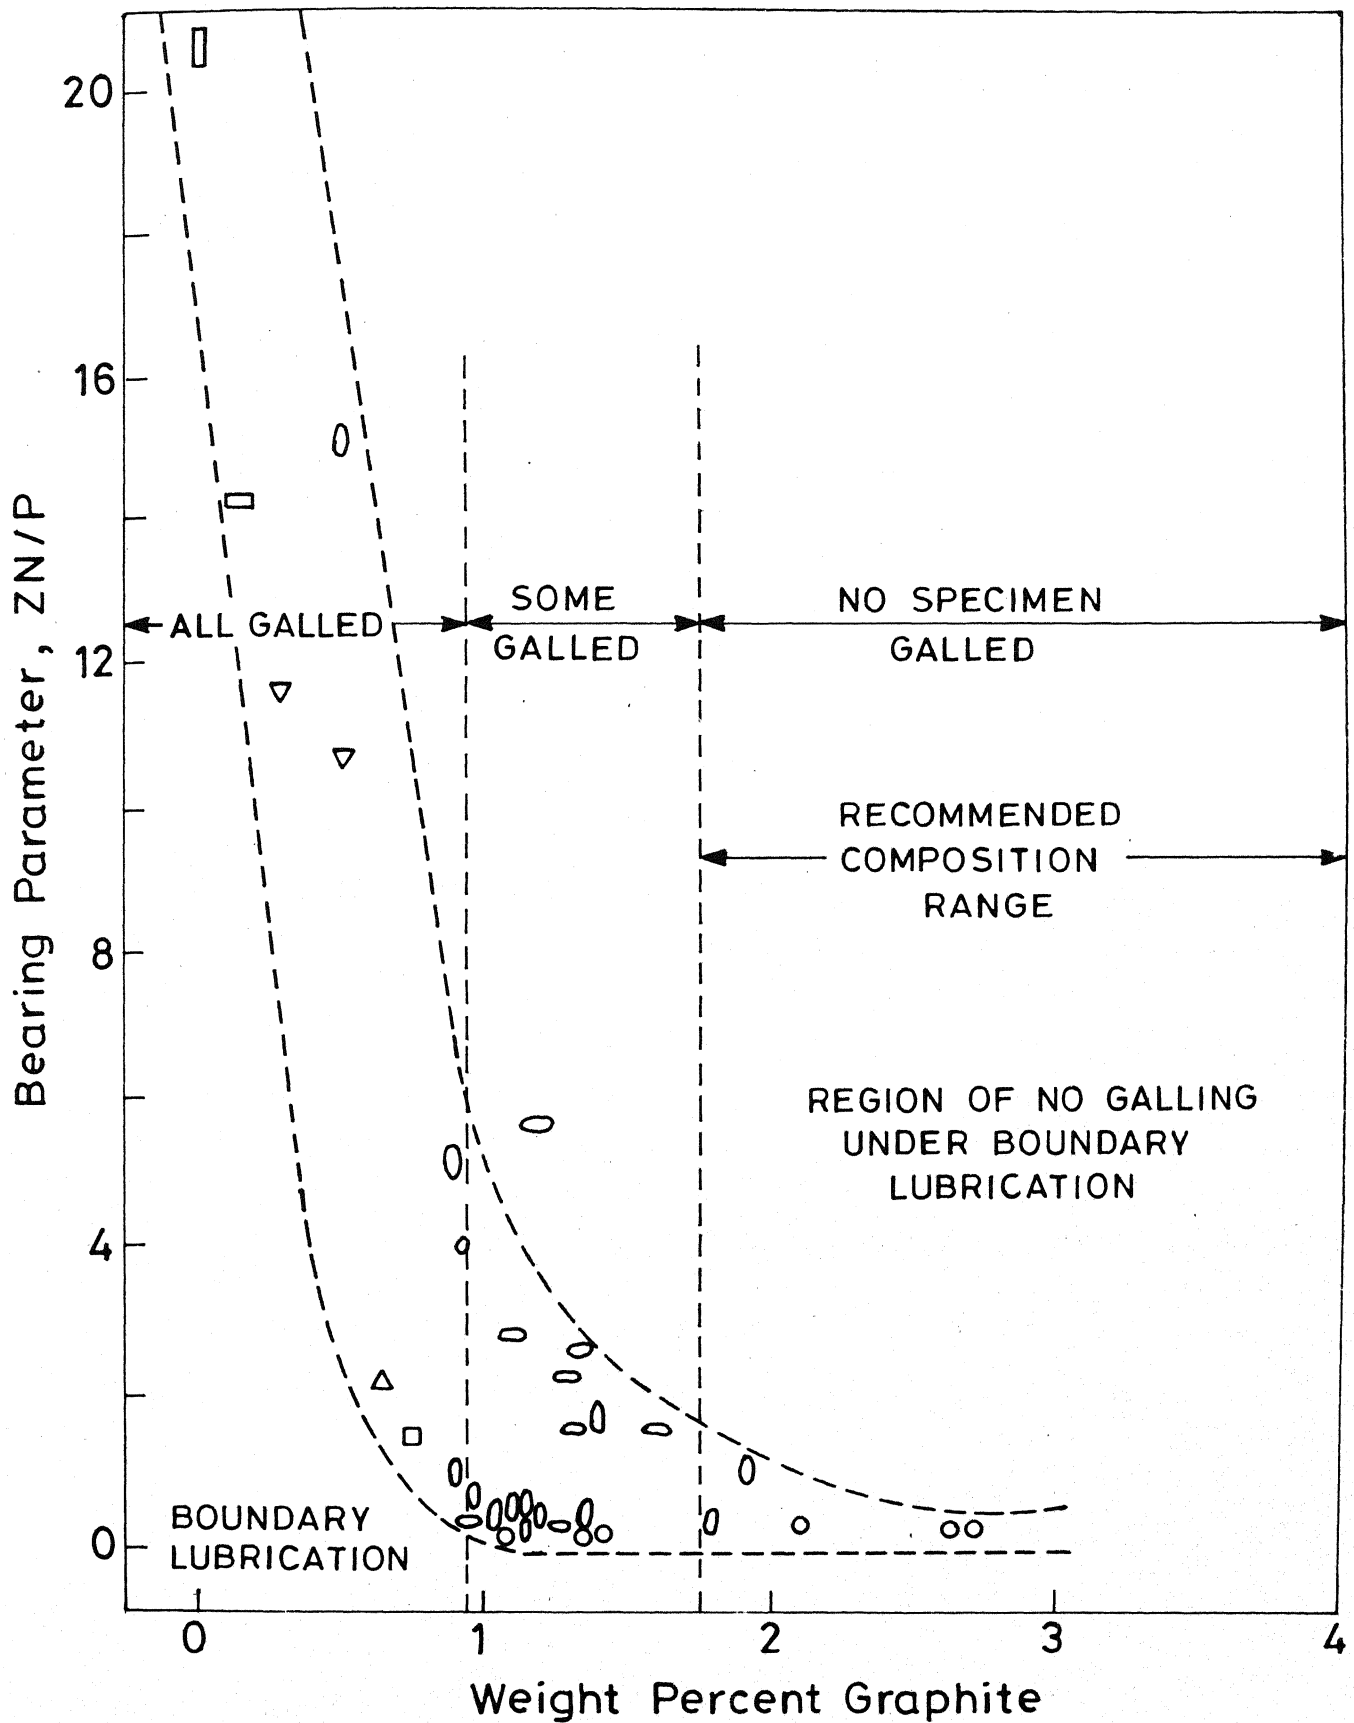 20
16
12
8
4
0
Bearing Parameter, ZN/P
ALL GALLED
SOME
GALLED
NO SPECIMEN
GALLED
RECOMMENDED
COMPOSITION
RANGE
REGION OF NO GALLING
UNDER BOUNDARY
LUBRICATION
BOUNDARY
LUBRICATION
0 1 2 3 4
Weight Percent Graphite